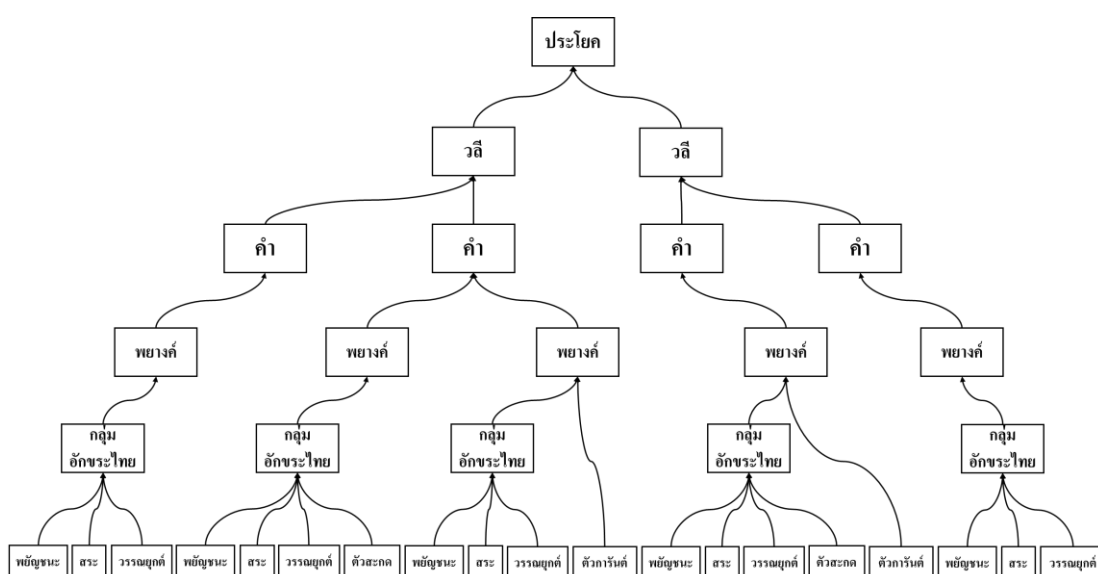 ประโยค
วลี วลี
คำ คำ คำ คำ
พยางค์ พยางค์ พยางค์ พยางค์ พยางค์
กลุ่ม กลุ่ม กลุ่ม กลุ่ม กลุ่ม
อักขระไทย อักขระไทย อักขระไทย อักขระไทย อักขระไทย
พยัญชนะ สระ วรรณยุกต์ พยัญชนะ สระ วรรณยุกต์ ตัวสะกด พยัญชนะ สระ วรรณยุกต์ ตัวการันต์ พยัญชนะ สระ วรรณยุกต์ ตัวสะกด ตัวการันต์ พยัญชนะ สระ วรรณยุกต์